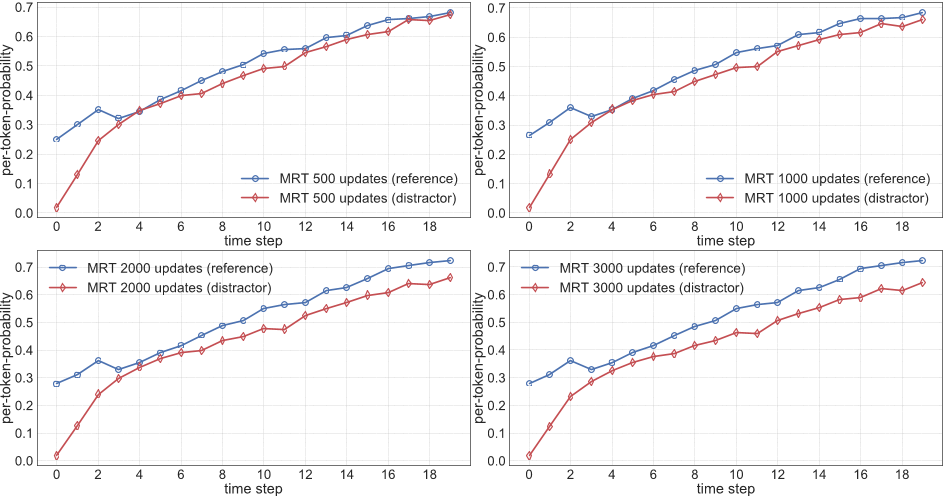 per-token-probability
0.7
0.6
0.5
0.4
0.3
0.2
0.1
0.0
MRT 500 updates (reference)
MRT 500 updates (distractor)
0 2 4 6 8 10 12 14 16 18
time step
per-token-probability
0.7
0.6
0.5
0.4
0.3
0.2
0.1
0.0
MRT 1000 updates (reference)
MRT 1000 updates (distractor)
0 2 4 6 8 10 12 14 16 18
time step
per-token-probability
0.7
0.6
0.5
0.4
0.3
0.2
0.1
0.0
MRT 2000 updates (reference)
MRT 2000 updates (distractor)
0 2 4 6 8 10 12 14 16 18
time step
per-token-probability
0.7
0.6
0.5
0.4
0.3
0.2
0.1
0.0
MRT 3000 updates (reference)
MRT 3000 updates (distractor)
0 2 4 6 8 10 12 14 16 18
time step